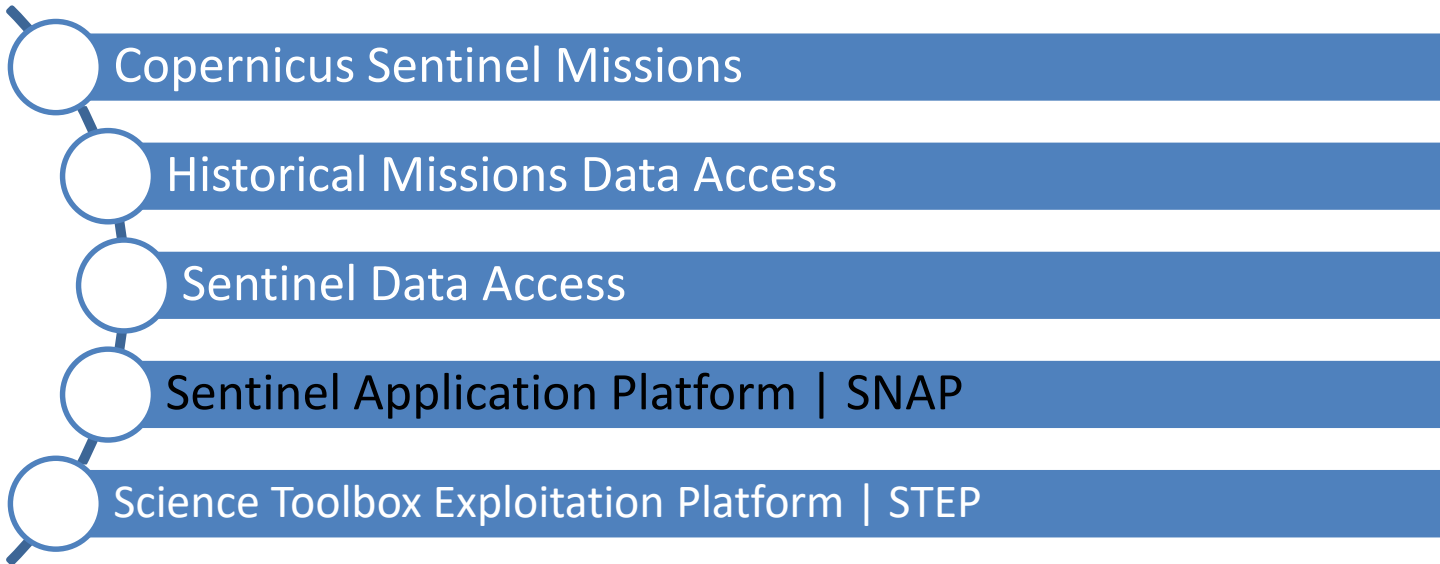 Copernicus Sentinel Missions
Historical Missions Data Access
Sentinel Data Access
Sentinel Application Platform | SNAP
Science Toolbox Exploitation Platform | STEP